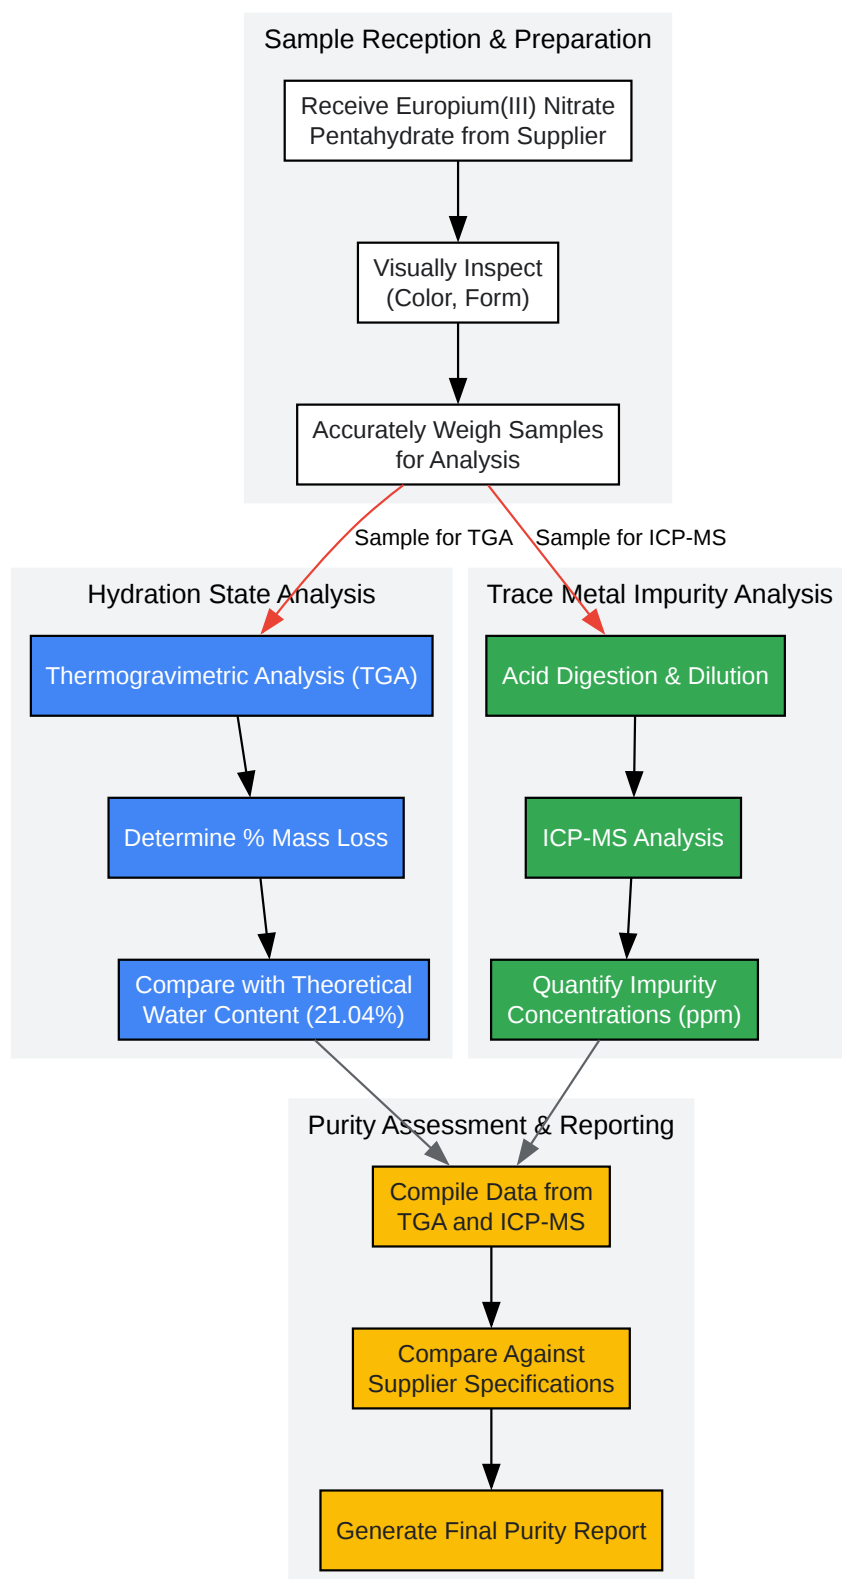 Sample Reception & Preparation
Receive Europium(III) Nitrate
Pentahydrate from Supplier
Visually Inspect
(Color, Form)
Accurately Weigh Samples
for Analysis
Sample for TGA
Sample for ICP-MS
Hydration State Analysis
Thermogravimetric Analysis (TGA)
Determine % Mass Loss
Compare with Theoretical
Water Content (21.04%)
Trace Metal Impurity Analysis
Acid Digestion & Dilution
ICP-MS Analysis
Quantify Impurity
Concentrations (ppm)
Purity Assessment & Reporting
Compile Data from
TGA and ICP-MS
Compare Against
Supplier Specifications
Generate Final Purity Report